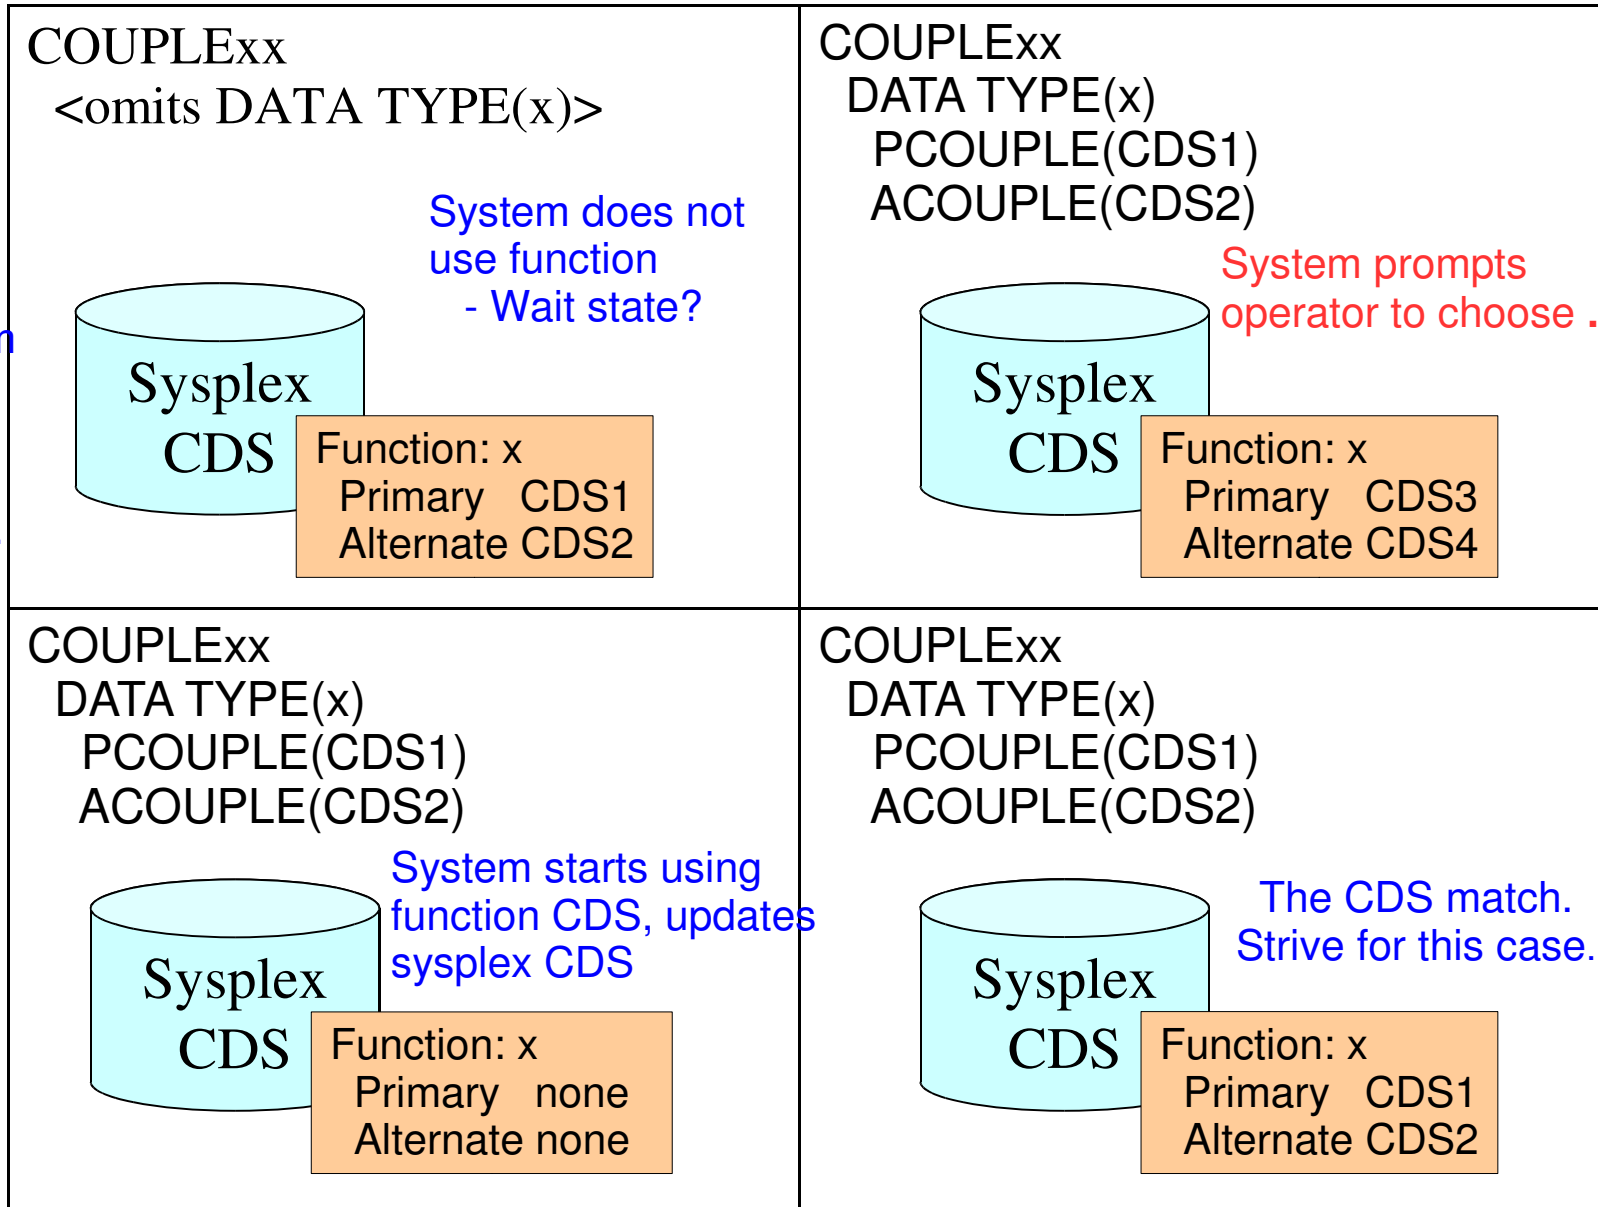 COUPLExx
<omits DATA TYPE(x)>
System does not
use function
- Wait state?
Sysplex
CDS
Function: x
Primary CDS1
Alternate CDS2
COUPLExx
DATA TYPE(x)
PCOUPLE(CDS1)
ACOUPLE(CDS2)
System prompts
operator to choose .
Sysplex
CDS
Function: x
Primary CDS3
Alternate CDS4
COUPLExx
DATA TYPE(x)
PCOUPLE(CDS1)
ACOUPLE(CDS2)
System starts using
function CDS, updates
sysplex CDS
Sysplex
CDS
Function: x
Primary none
Alternate none
COUPLExx
DATA TYPE(x)
PCOUPLE(CDS1)
ACOUPLE(CDS2)
The CDS match.
Strive for this case.
Sysplex
CDS
Function: x
Primary CDS1
Alternate CDS2